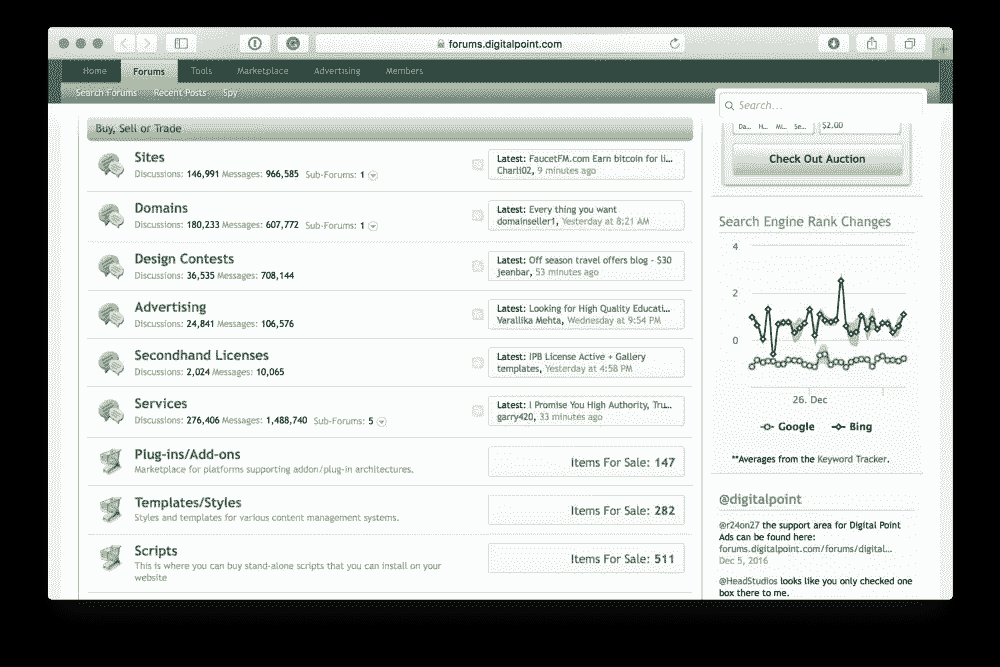 forums.digitalpoint.com
Home Forums Tools Marketplace Advertising Members
Search Forums Recent Posts Spy
Search...
Buy, Sell or Trade
Sites
Discussions: 146,991 Messages: 966,585 Sub-Forums: 1
Latest: FaucetFM.com Earn bitcoin for li...
Charli02, 9 minutes ago
Domains
Discussions: 180,233 Messages: 607,772 Sub-Forums: 1
Latest: Every thing you want
domainseller1, Yesterday at 8:21 AM
Design Contests
Discussions: 36,535 Messages: 708,144
Latest: Off season travel offers blog - $30
jeanbar, 53 minutes ago
Advertising
Discussions: 24,841 Messages: 106,576
Latest: Looking for High Quality Educati...
Varallika Mehta, Wednesday at 9:54 PM
Secondhand Licenses
Discussions: 2,024 Messages: 10,065
Latest: IPB License Active + Gallery
templates, Yesterday at 4:58 PM
Services
Discussions: 276,406 Messages: 1,488,740 Sub-Forums: 5
Latest: I Promise You High Authority, Tru...
garry420, 33 minutes ago
Plug-ins/Add-ons
Marketplace for platforms supporting addon/plug-in architectures.
Items For Sale: 147
Templates/Styles
Styles and templates for various content management systems.
Items For Sale: 282
Scripts
This is where you can buy stand-alone scripts that you can install on your
website
Items For Sale: 511
Da... H... Mi... Se... $2.00
Check Out Auction
Search Engine Rank Changes
4
2
0
26. Dec
Google Bing
**Averages from the Keyword Tracker.
@digitalpoint
@r24on27 the support area for Digital Point
Ads can be found here:
forums.digitalpoint.com/forums/digital...
Dec 5, 2016
@HeadStudios looks like you only checked one
box there to me.